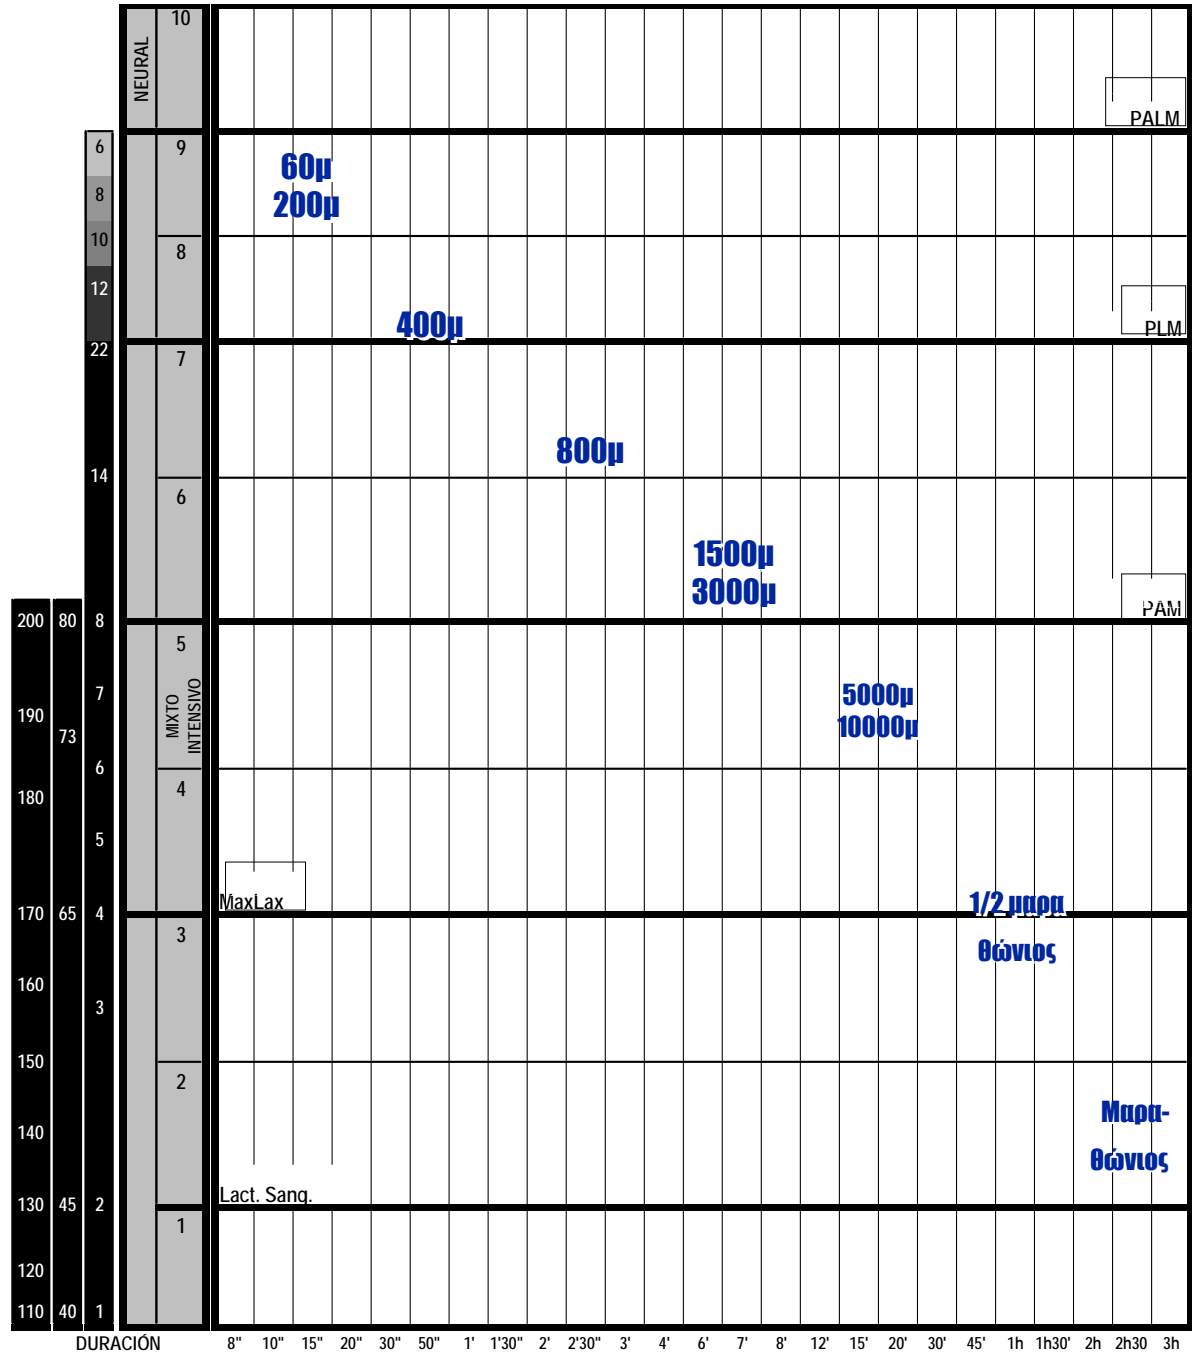 10
NEURAL
PALM
6
9
60μ
8
200μ
10
8
12
400μ
PLM
22
7
800μ
14
6
1500μ
3000μ
PAM
200 80 8
5
MIXTO
INTENSIVO
7
5000μ
190
10000μ
73
6
4
180
5
MaxLax
1/2 μαρα
170 65 4
3
θώνιος
160
3
150
2
Μαρα-
140
θώνιος
Lact. Sang.
130 45 2
1
120
110 40 1
DURACIÓN 8" 10" 15" 20" 30" 50" 1' 1'30" 2' 2'30" 3' 4' 6' 7' 8' 12' 15' 20' 30' 45' 1h 1h30' 2h 2h30 3h